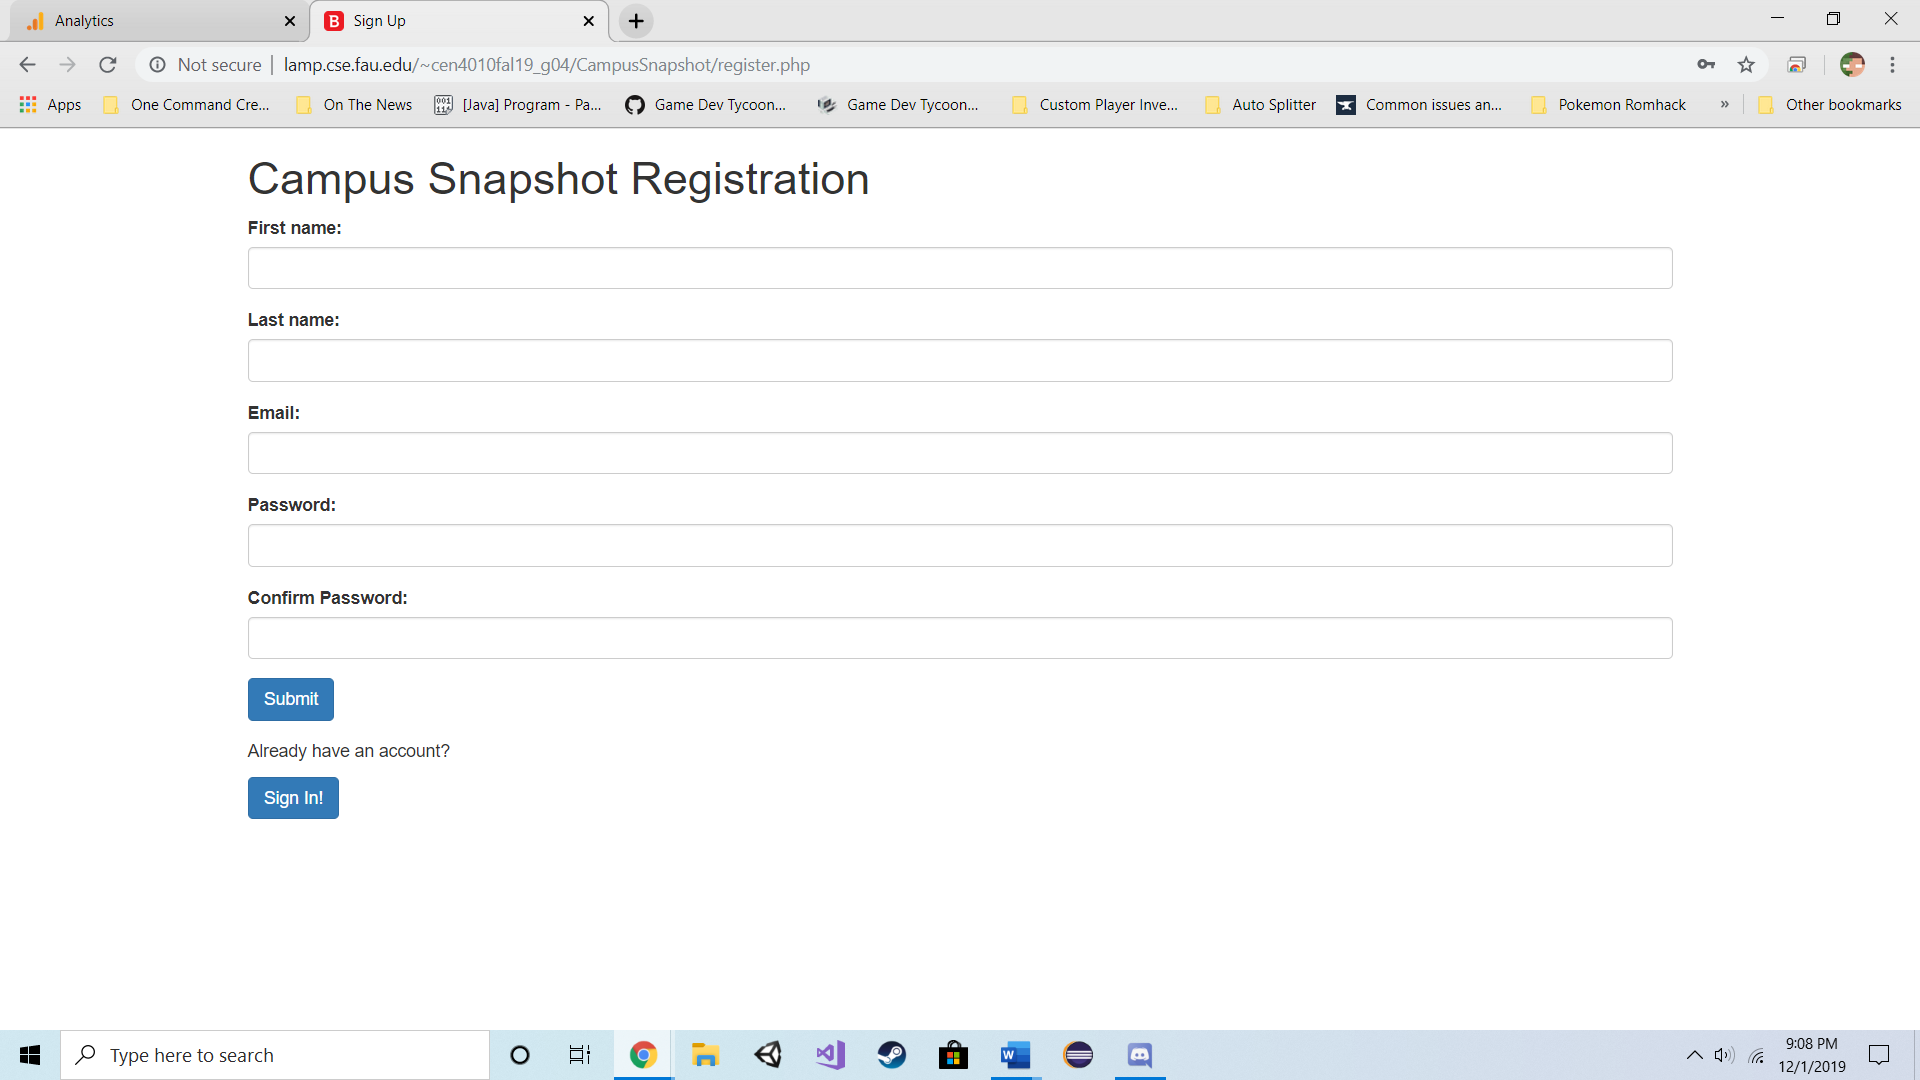 Analytics
Sign Up
Not secure | lamp.cse.fau.edu/~cen4010fal19_g04/CampusSnapshot/register.php
Apps One Command Cre... On The News [Java] Program - Pa... Game Dev Tycoon... Game Dev Tycoon... Custom Player Inve... Auto Splitter Common issues an... Pokemon Romhack » Other bookmarks
Campus Snapshot Registration
First name:
Last name:
Email:
Password:
Confirm Password:
Submit
Already have an account?
Sign In!
Type here to search
9:08 PM
12/1/2019